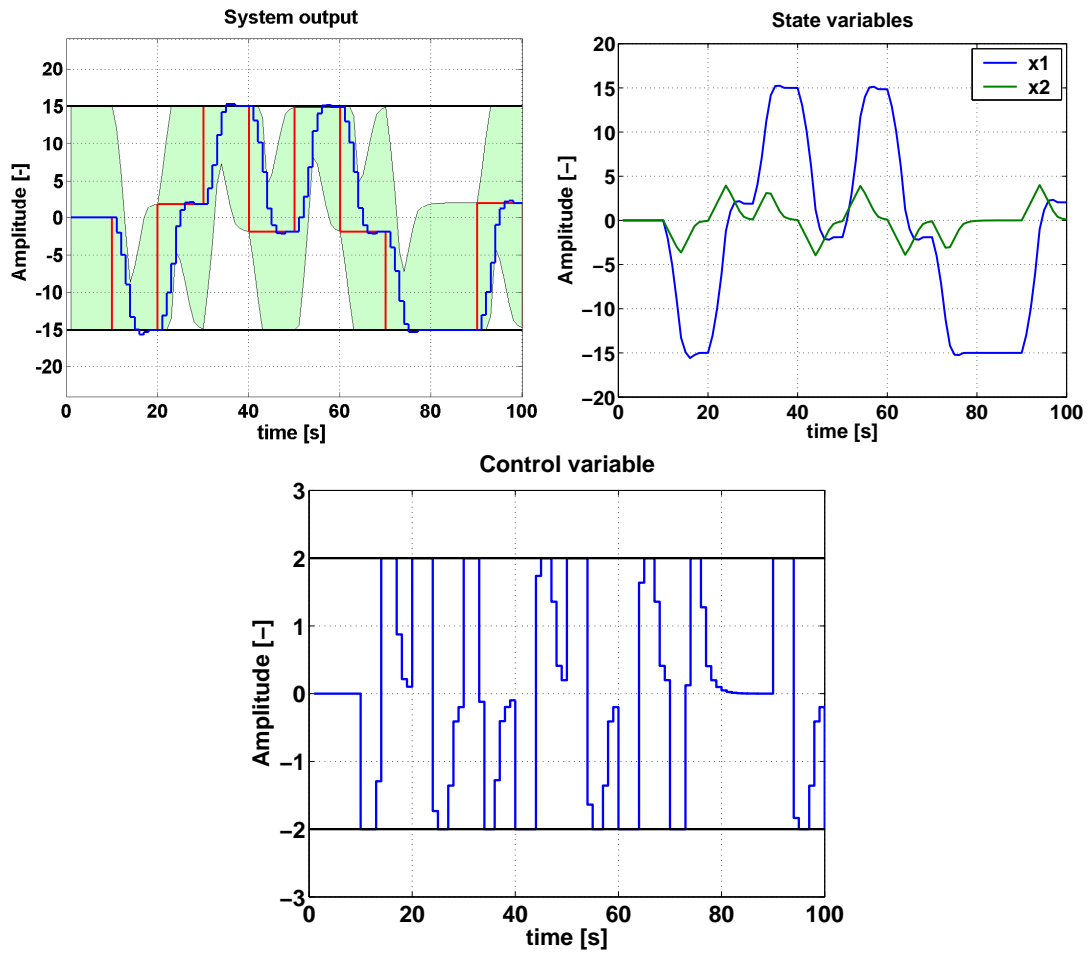 System output
Amplitude [-]
20
15
10
5
0
-5
-10
-15
-20
0 20 40 60 80 100
time [s]
State variables
Amplitude [−]
20
15
10
5
0
−5
−10
−15
−20
x1
x2
0 20 40 60 80 100
time [s]
Control variable
Amplitude [−]
3
2
1
0
−1
−2
−3
0 20 40 60 80 100
time [s]